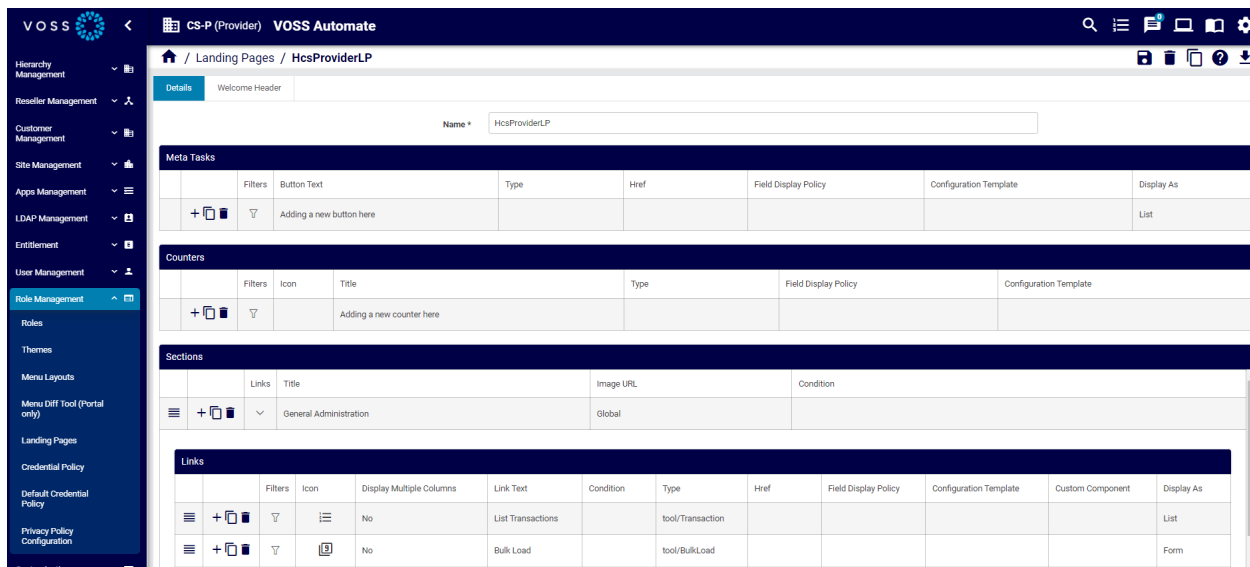 VOSS
CS-P (Provider) VOSS Automate
0
/ Landing Pages / HcsProviderLP
Hierarchy
Management
Reseller Management
Customer
Management
Site Management
Apps Management
LDAP Management
Entitlement
User Management
Role Management
Roles
Themes
Menu Layouts
Menu Diff Tool (Portal
only)
Landing Pages
Credential Policy
Default Credential
Policy
Privacy Policy
Configuration
Details Welcome Header
Name * HcsProviderLP
Meta Tasks
Filters Button Text Type Href Field Display Policy Configuration Template Display As
Adding a new button here List
Counters
Filters Icon Title Type Field Display Policy Configuration Template
Adding a new counter here
Sections
Links Title Image URL Condition
General Administration Global
Links
Filters Icon Display Multiple Columns Link Text Condition Type Href Field Display Policy Configuration Template Custom Component Display As
No List Transactions tool/Transaction List
9 No Bulk Load tool/BulkLoad Form